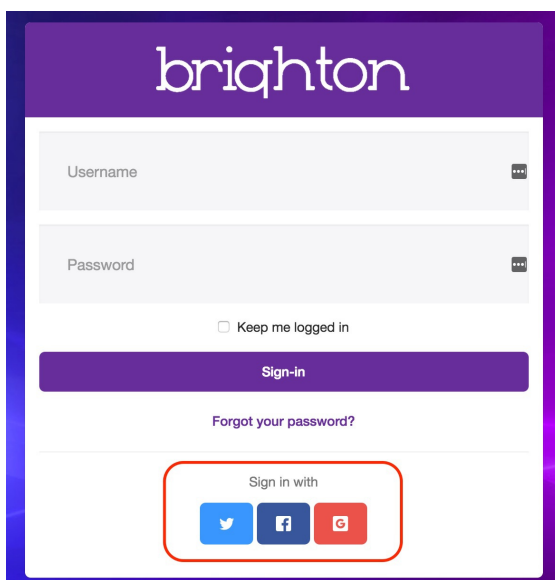 brighton
Username
Password
Keep me logged in
Sign-in
Forgot your password?
Sign in with